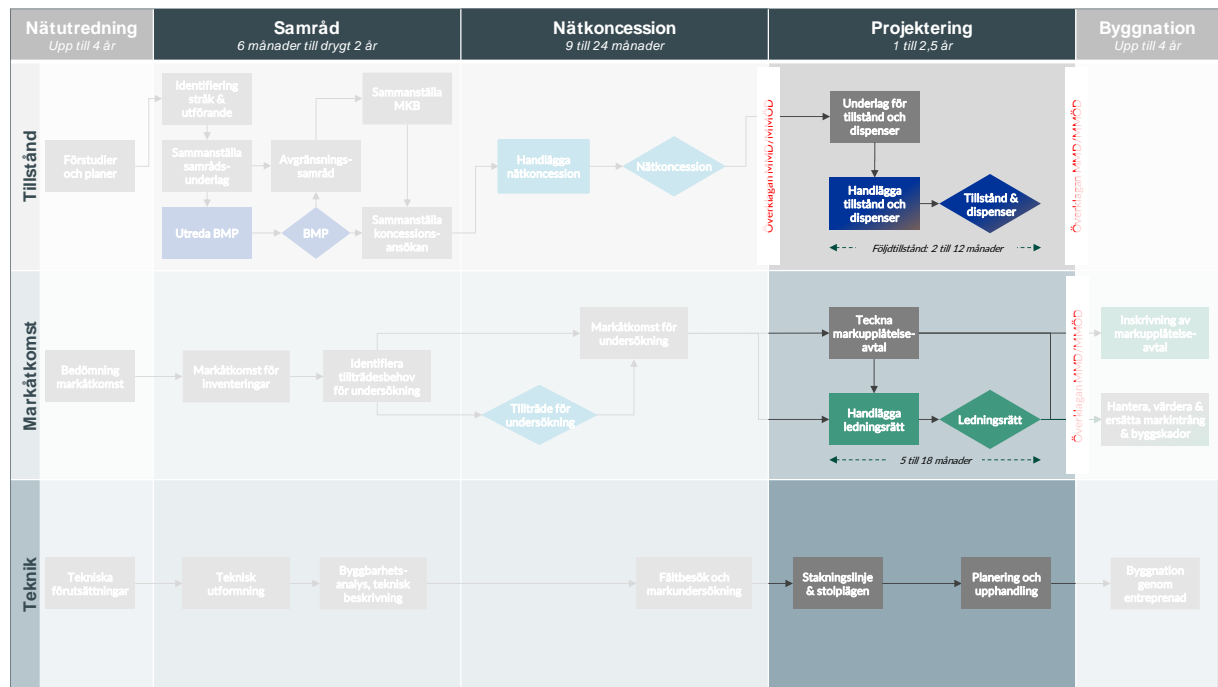 Nätutredning
Upp till 4 år
Samråd
6 månader till drygt 2 år
Nätkoncession
9 till 24 månader
Projektering
1 till 2,5 år
Byggnation
Upp till 4 år
Tillstånd
Förstudier
och planer
Identifiering
stråk &
utförande
Sammanställa
samråds-
underlag
Utreda BMP
Avgränsnings-
samråd
BMP
Sammanställa
MKB
Sammanställa
koncessions-
ansökan
Handlägga
nätkoncession
Nätkoncession
Överklagan MMD/MMÖD
Underlag för
tillstånd och
dispenser
Handlägga
tillstånd och
dispenser
Tillstånd &
dispenser
Följdtillstånd: 2 till 12 månader
Överklagan MMD/MMÖD
Markåtkomst
Bedömning
markåtkomst
Markåtkomst för
inventeringar
Identifiera
tillträdesbehov
för undersökning
Tillträde för
undersökning
Markåtkomst för
undersökning
Teckna
markupplåtelse-
avtal
Handlägga
ledningsrätt
Ledningsrätt
5 till 18 månader
Överklagan MMD/MMÖD
Inskrivning av
markupplåtelse-
avtal
Hantera, värdera &
ersätta markintrång
& byggskador
Teknik
Tekniska
förutsättningar
Teknisk
utformning
Byggbarhets-
analys, teknisk
beskrivning
Fältbesök och
markundersökning
Stakningslinje
& stolplägen
Planering och
upphandling
Byggnation
genom
entreprenad